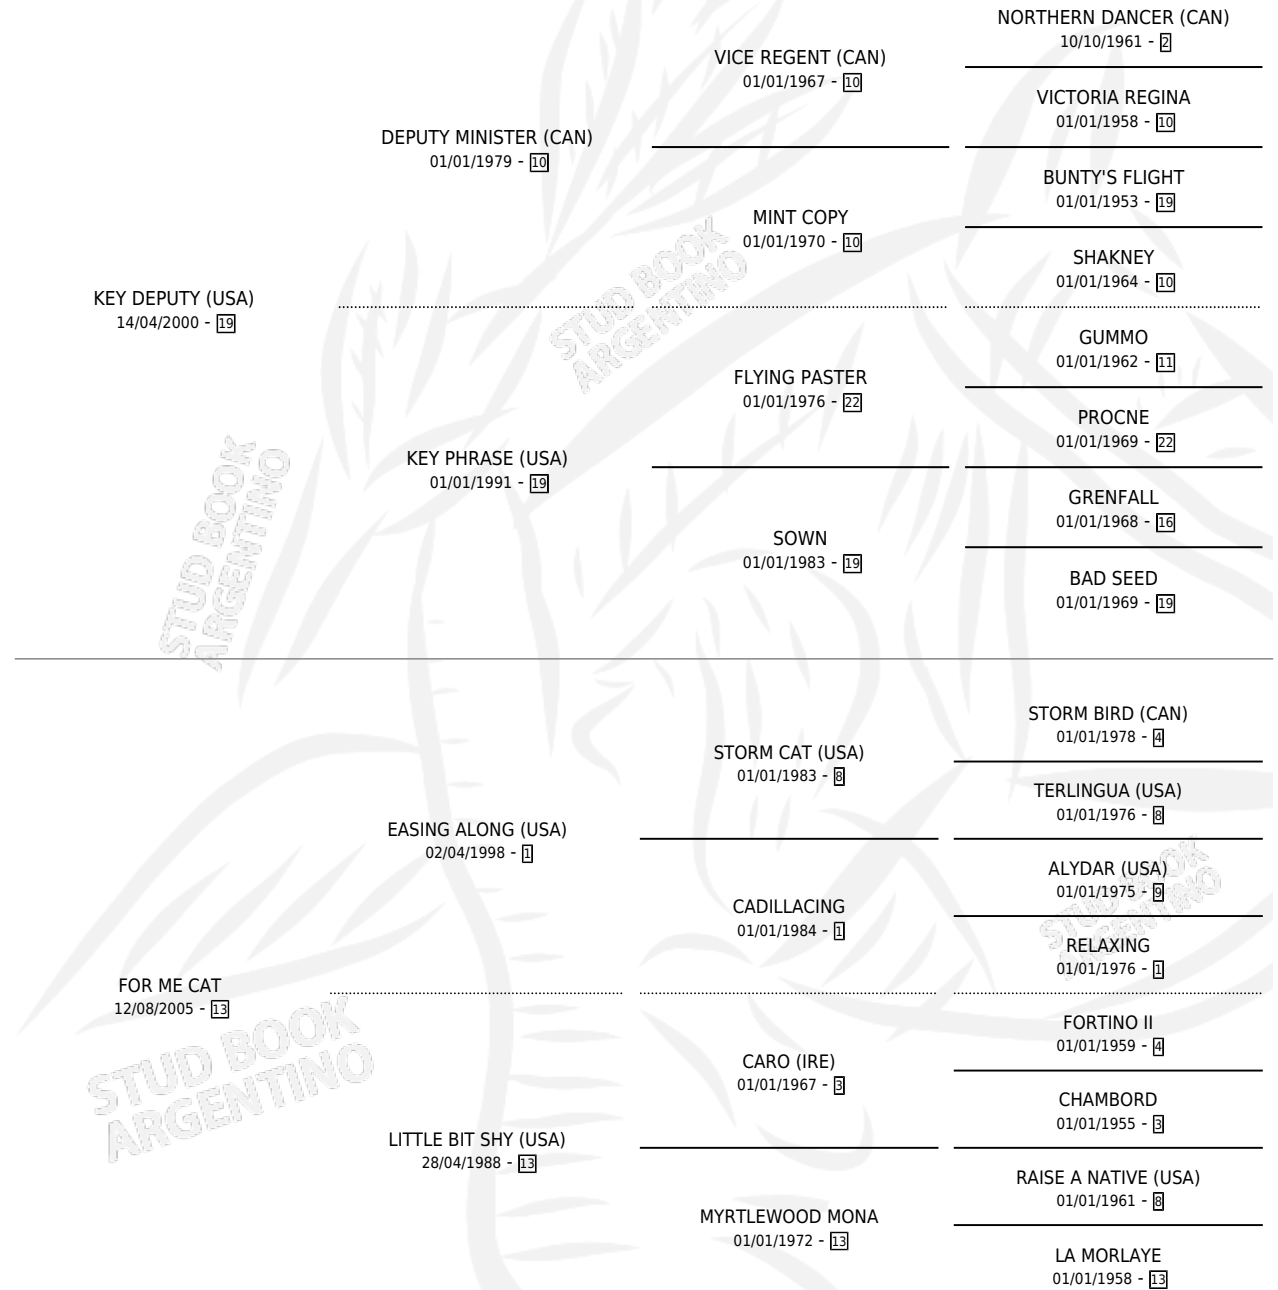 NORTHERN DANCER (CAN)
10/10/1961 - 2
VICE REGENT (CAN)
01/01/1967 - 10
VICTORIA REGINA
01/01/1958 - 10
DEPUTY MINISTER (CAN)
01/01/1979 - 10
BUNTY'S FLIGHT
01/01/1953 - 19
MINT COPY
01/01/1970 - 10
SHAKNEY
01/01/1964 - 10
KEY DEPUTY (USA)
14/04/2000 - 19
STUD BOOK
ARGENTINO
GUMMO
01/01/1962 - 11
FLYING PASTER
01/01/1976 - 22
PROCNE
01/01/1969 - 22
KEY PHRASE (USA)
01/01/1991 - 19
GRENFALL
01/01/1968 - 16
SOWN
01/01/1983 - 19
BAD SEED
01/01/1969 - 19
STUD BOOK
ARGENTINO
STORM BIRD (CAN)
01/01/1978 - 4
STORM CAT (USA)
01/01/1983 - 8
TERLINGUA (USA)
01/01/1976 - 8
EASING ALONG (USA)
02/04/1998 - 1
ALYDAR (USA)
01/01/1975 - 9
CADILLACING
01/01/1984 - 1
STUD BOOK
ARGENTINO
RELAXING
01/01/1976 - 1
FOR ME CAT
12/08/2005 - 13
FORTINO II
01/01/1959 - 4
CARO (IRE)
01/01/1967 - 3
STUD BOOK
ARGENTINO
CHAMBORD
01/01/1955 - 3
LITTLE BIT SHY (USA)
28/04/1988 - 13
RAISE A NATIVE (USA)
01/01/1961 - 8
MYRTLEWOOD MONA
01/01/1972 - 13
LA MORLAYE
01/01/1958 - 13